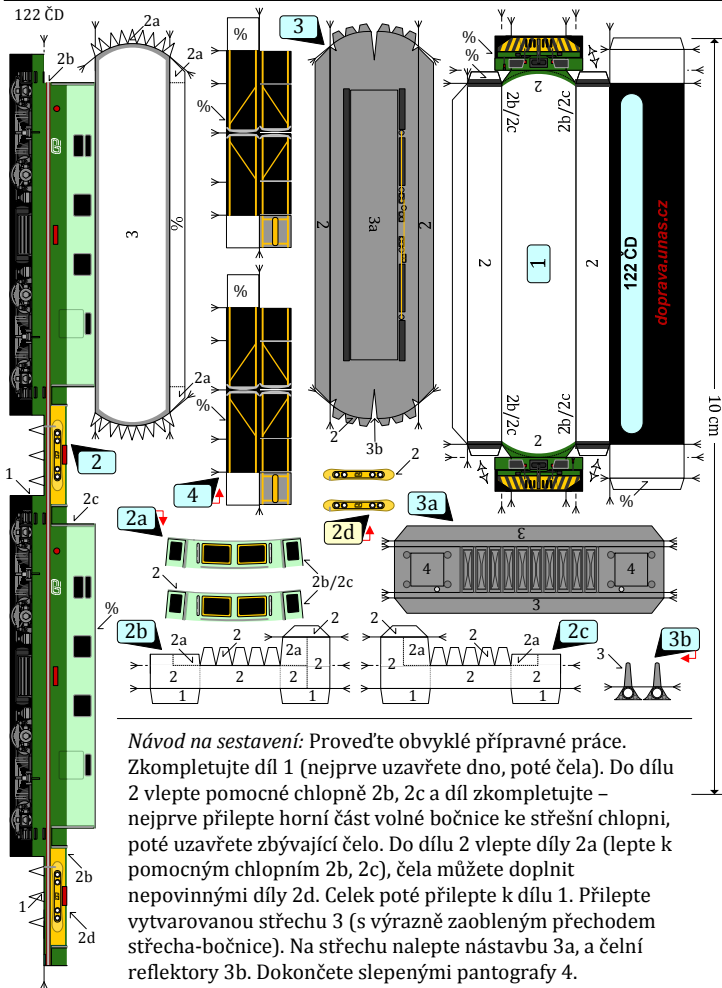 122 ČD
2a
2b
2a
3
%
2a
1
2
2c
%
2b
1
2d
%
%
%
%
4
3
2
2
3a
2
3b
%
%
2
2b/2c
2b/2c
2
1
2
2b/2c
2b/2c
2
%
122 ČD
doprava.unas.cz
10 cm
2
2d
2a
2
2b/2c
3a
3
4
4
3
2b
2a
2
2
2a
2
2
2
2
1
1
2
2a
2a
2c
2
2
2
1
3b
3
Návod na sestavení: Proveďte obvyklé přípravné práce.
Zkompletujte díl 1 (nejprve uzavřete dno, poté čela). Do dílu
2 vlepte pomocné chlopně 2b, 2c a díl zkompletujte –
nejprve přilepte horní část volné bočnice ke střešní chlopni,
poté uzavřete zbývající čelo. Do dílu 2 vlepte díly 2a (lepte k
pomocným chlopním 2b, 2c), čela můžete doplnit
nepovinnými díly 2d. Celek poté přilepte k dílu 1. Přilepte
vytvarovanou střechu 3 (s výrazně zaobleným přechodem
střecha-bočnice). Na střechu nalepte nástavbu 3a, a čelní
reflektory 3b. Dokončete slepenými pantografy 4.